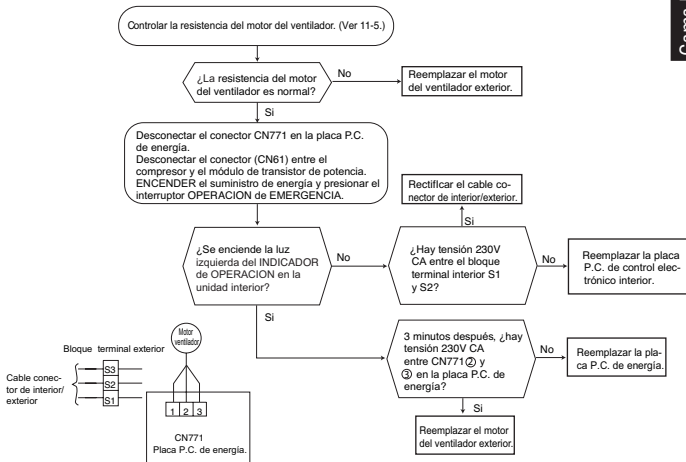 Controlar la resistencia del motor del ventilador. (Ver 11-5.)
¿La resistencia del motor
del ventilador es normal?
No
Reemplazar el motor
del ventilador exterior.
Si
Desconectar el conector CN771 en la placa P.C.
de energía.
Desconectar el conector (CN61) entre el
compresor y el módulo de transistor de potencia.
ENCENDER el suministro de energía y presionar el
interruptor OPERACION de EMERGENCIA.
Rectificar el cable co-
nector de interior/exterior.
Si
¿Se enciende la luz
izquierda del INDICADOR
de OPERACION en la
unidad interior?
No
¿Hay tensión 230V
CA entre el bloque
terminal interior S1
y S2?
No
Reemplazar la placa
P.C. de control elec-
trónico interior.
Si
3 minutos después, ¿hay
tensión 230V CA
entre CN771② y
③ en la placa P.C. de
energía?
No
Reemplazar la pla-
ca P.C. de energía.
Si
Reemplazar el motor
del ventilador exterior.
Motor
ventilador
Bloque terminal exterior
S3
S2
S1
Cable conec-
tor de interior/
exterior
1 2 3
CN771
Placa P.C. de energía.